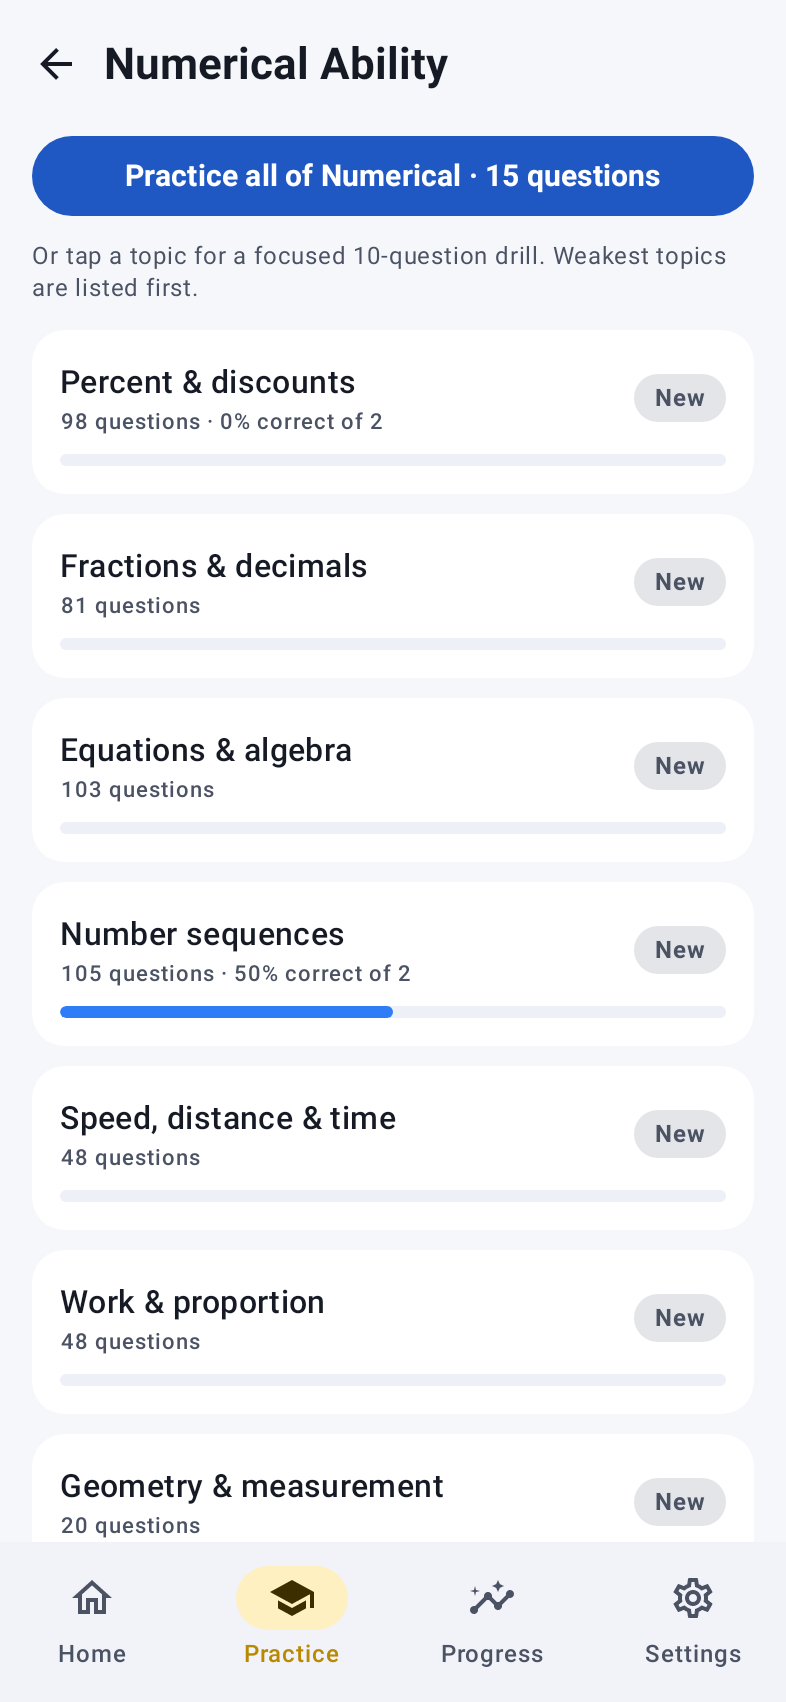 Numerical Ability
Practice all of Numerical · 15 questions
Or tap a topic for a focused 10-question drill. Weakest topics
are listed first.
Percent & discounts
98 questions · 0% correct of 2
New
Fractions & decimals
81 questions
New
Equations & algebra
103 questions
New
Number sequences
105 questions · 50% correct of 2
New
Speed, distance & time
48 questions
New
Work & proportion
48 questions
New
Geometry & measurement
20 questions
New
Home
Practice
Progress
Settings